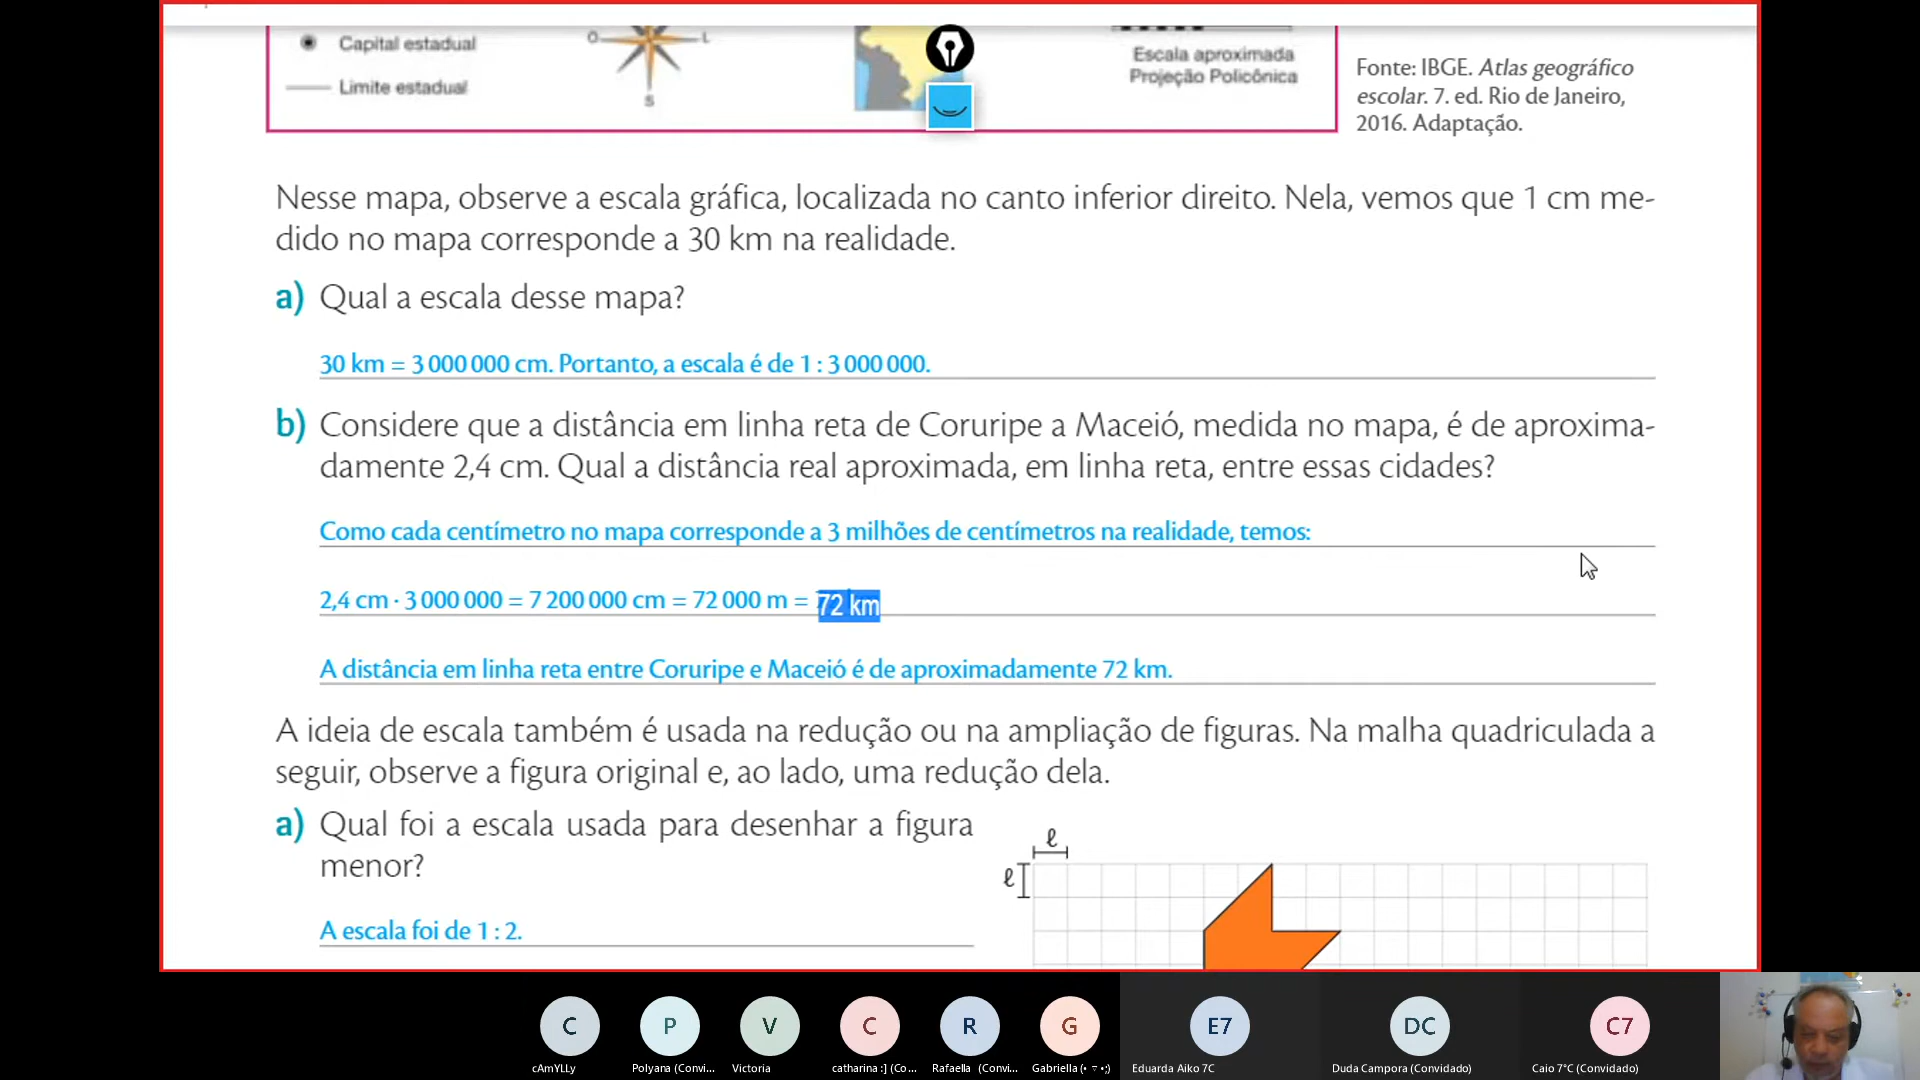 Capital estadual
Limite estadual
O
L
S
Escala aproximada
Projeção Policônica
Fonte: IBGE. Atlas geográfico
escolar. 7. ed. Rio de Janeiro,
2016. Adaptação.
Nesse mapa, observe a escala gráfica, localizada no canto inferior direito. Nela, vemos que 1 cm me-
dido no mapa corresponde a 30 km na realidade.
a) Qual a escala desse mapa?
30 km = 3 000 000 cm. Portanto, a escala é de 1 : 3 000 000.
b) Considere que a distância em linha reta de Coruripe a Maceió, medida no mapa, é de aproxima-
damente 2,4 cm. Qual a distância real aproximada, em linha reta, entre essas cidades?
Como cada centímetro no mapa corresponde a 3 milhões de centímetros na realidade, temos:
2,4 cm · 3 000 000 = 7 200 000 cm = 72 000 m = 72 km
A distância em linha reta entre Coruripe e Maceió é de aproximadamente 72 km.
A ideia de escala também é usada na redução ou na ampliação de figuras. Na malha quadriculada a
seguir, observe a figura original e, ao lado, uma redução dela.
a) Qual foi a escala usada para desenhar a figura
menor?
A escala foi de 1 : 2.
ℓ
ℓ
C P V C R G E7 DC C7
cAmYLLy Polyana (Convi... Victoria catharina :] (Co... Rafaella (Convi... Gabriella (• ▿ •;) Eduarda Aiko 7C Duda Campora (Convidado) Caio 7°C (Convidado)